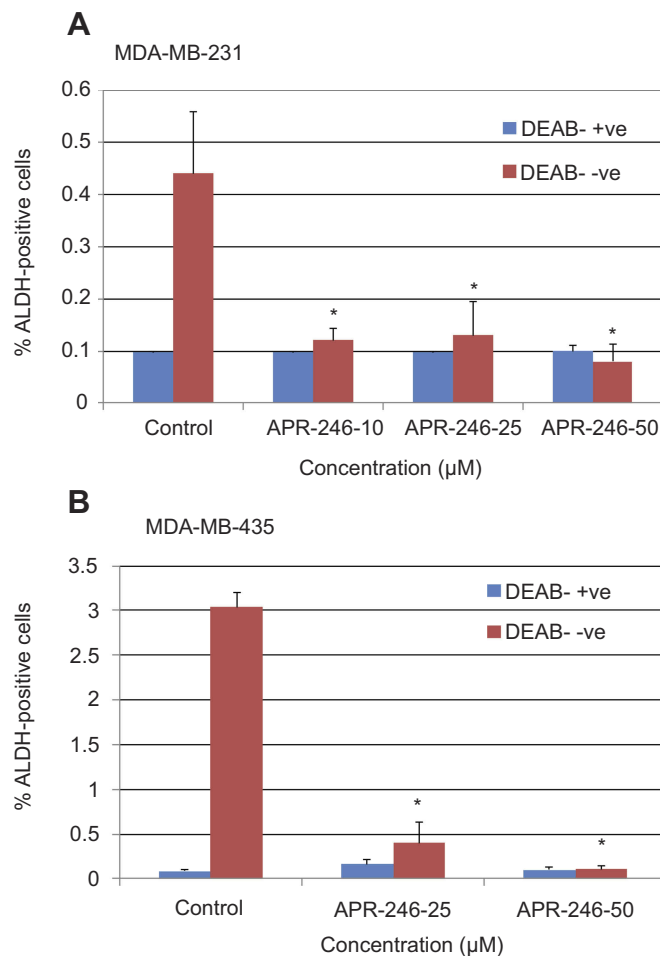 A
MDA-MB-231
0.6
0.5
0.4
0.3
0.2
0.1
0
% ALDH-positive cells
DEAB- +ve
DEAB- -ve
*
*
*
Control
APR-246-10
APR-246-25
APR-246-50
Concentration (μM)
B
MDA-MB-435
3.5
3
2.5
2
1.5
1
0.5
0
% ALDH-positive cells
DEAB- +ve
DEAB- -ve
*
*
Control
APR-246-25
APR-246-50
Concentration (μM)